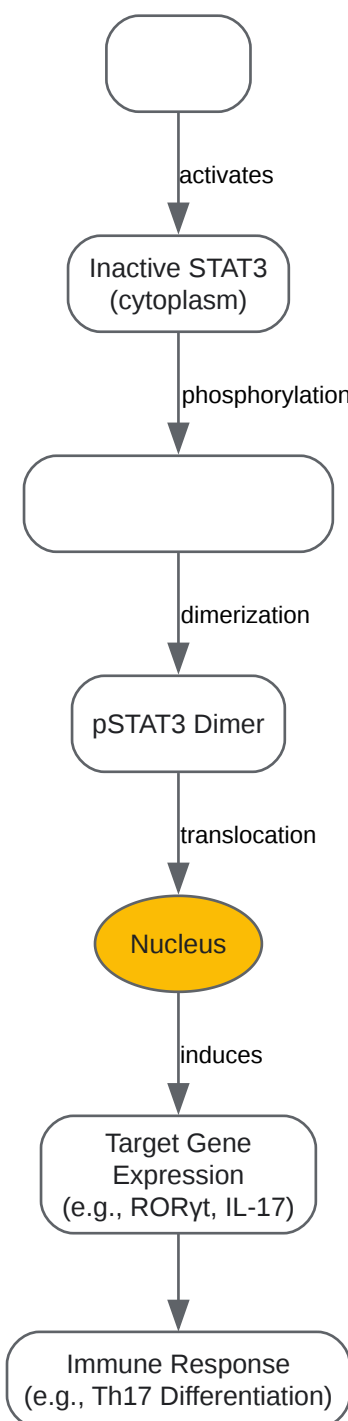 activates
Inactive STAT3
(cytoplasm)
phosphorylation
dimerization
pSTAT3 Dimer
translocation
Nucleus
induces
Target Gene
Expression
(e.g., RORγt, IL-17)
Immune Response
(e.g., Th17 Differentiation)